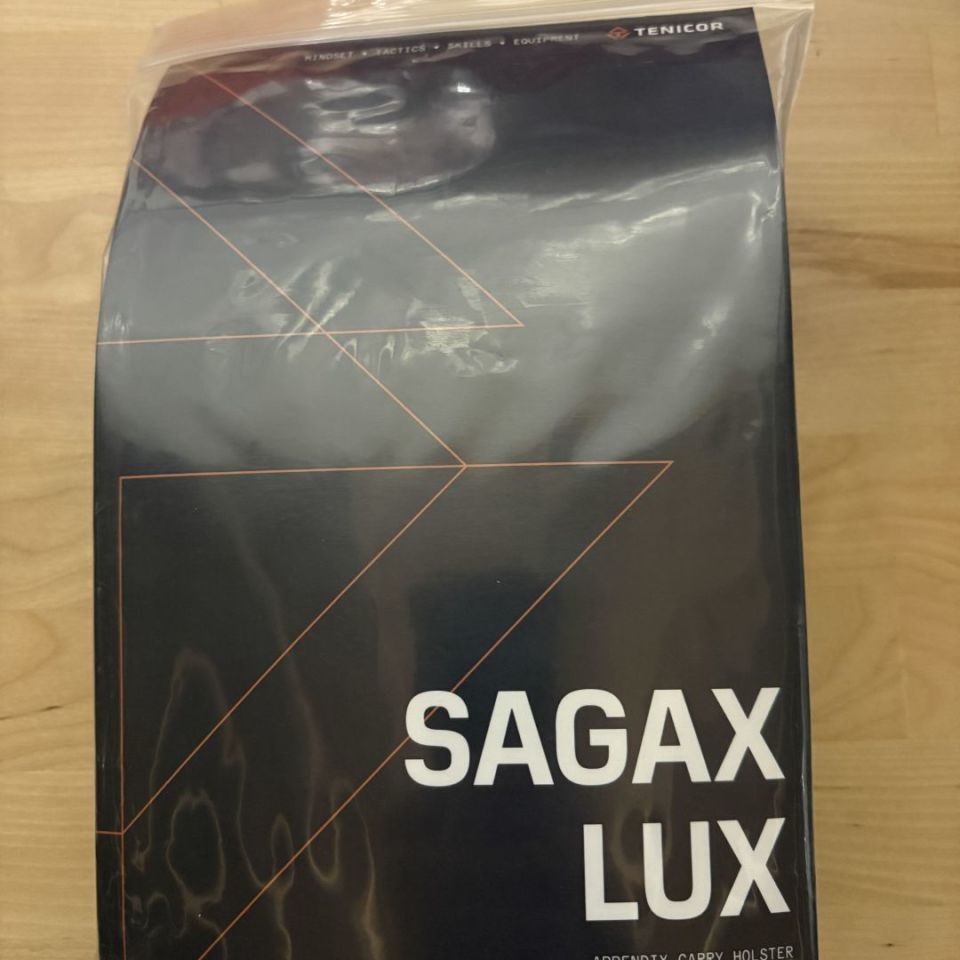 MINDSET • TACTICS • SKILLS • EQUIPMENT TENICOR
SAGAX
LUX
APPENDIX CARRY HOLSTER